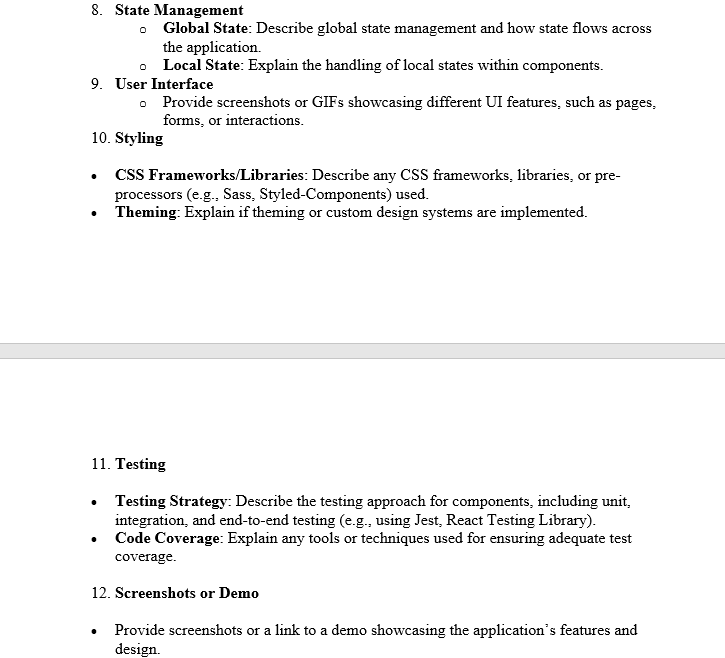 8. State Management
o Global State: Describe global state management and how state flows across
the application.
o Local State: Explain the handling of local states within components.
9. User Interface
o Provide screenshots or GIFs showcasing different UI features, such as pages,
forms, or interactions.
10. Styling
• CSS Frameworks/Libraries: Describe any CSS frameworks, libraries, or pre-
processors (e.g., Sass, Styled-Components) used.
• Theming: Explain if theming or custom design systems are implemented.
11. Testing
• Testing Strategy: Describe the testing approach for components, including unit,
integration, and end-to-end testing (e.g., using Jest, React Testing Library).
• Code Coverage: Explain any tools or techniques used for ensuring adequate test
coverage.
12. Screenshots or Demo
• Provide screenshots or a link to a demo showcasing the application’s features and
design.